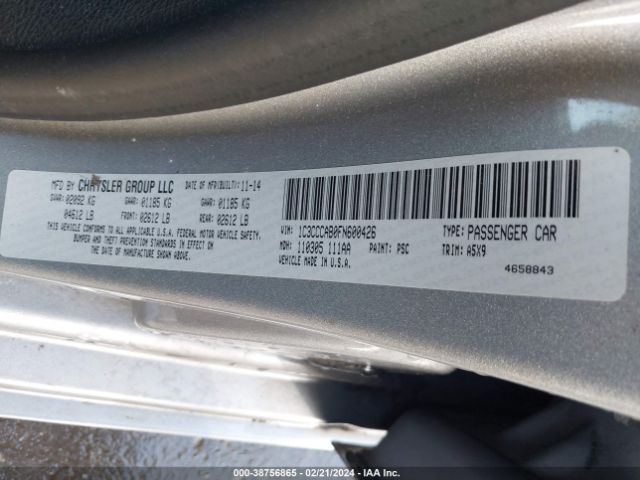 MFD BY CHRYSLER GROUP LLC DATE OF MFR(BUILT): 11-14
GVWR: 02092 KG GAWR: 01185 KG GAWR: 01185 KG
04612 LB FRONT: 02612 LB REAR: 02612 LB
THIS VEHICLE CONFORMS TO ALL APPLICABLE U.S.A. FEDERAL MOTOR VEHICLE SAFETY,
BUMPER AND THEFT PREVENTION STANDARDS IN EFFECT ON
THE DATE OF MANUFACTURE SHOWN ABOVE.
VIN: 1C3CCCAB0FN600426 TYPE: PASSENGER CAR
MDH: 110305 111AA PAINT: PSC TRIM: A5X9
VEHICLE MADE IN U.S.A.
4658843
000-38756865 - 02/21/2024 - IAA Inc.